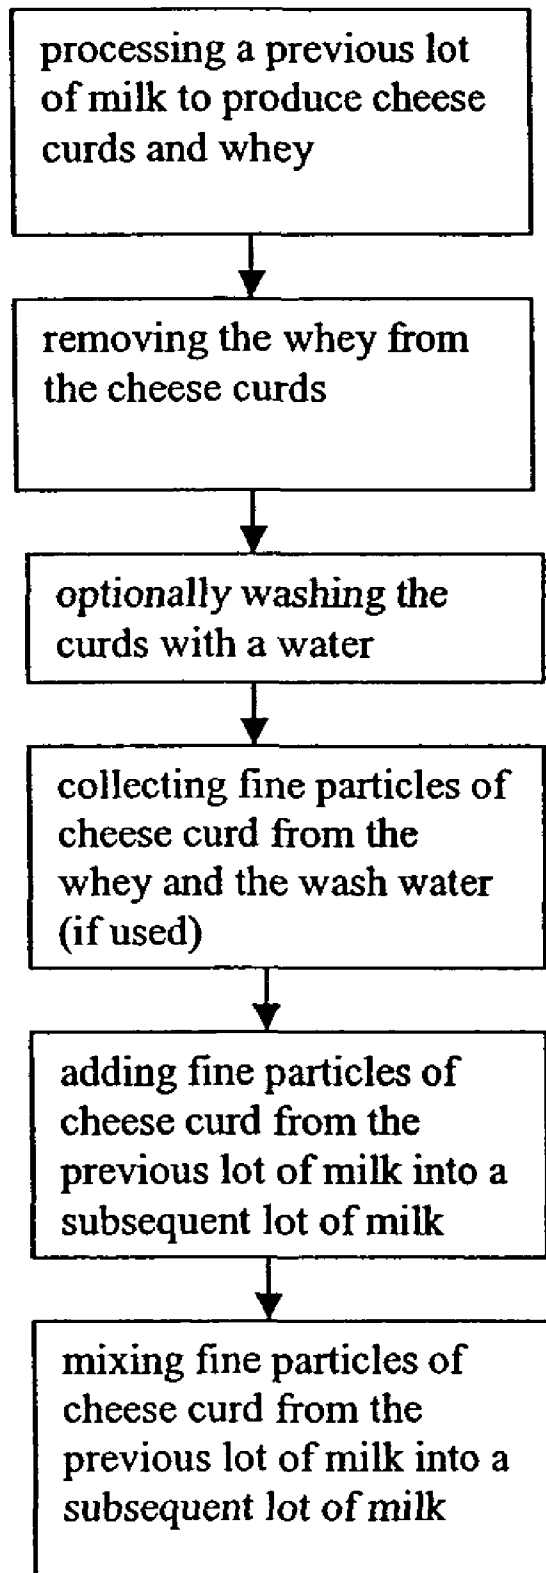 processing a previous lot
of milk to produce cheese
curds and whey
removing the whey from
the cheese curds
optionally washing the
curds with a water
collecting fine particles of
cheese curd from the
whey and the wash water
(if used)
adding fine particles of
cheese curd from the
previous lot of milk into a
subsequent lot of milk
mixing fine particles of
cheese curd from the
previous lot of milk into a
subsequent lot of milk